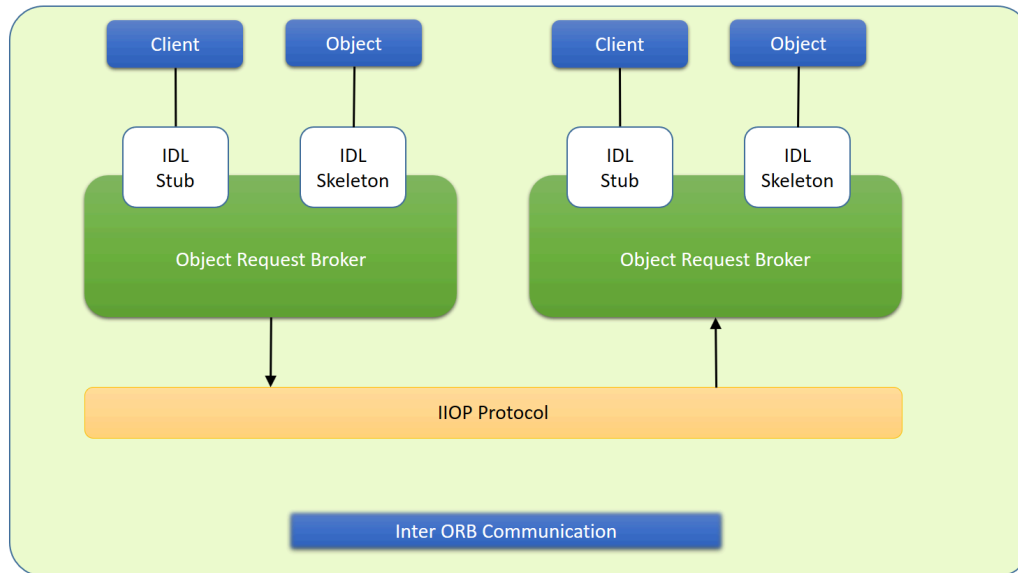 Client
Object
Client
Object
IDL
Stub
IDL
Skeleton
IDL
Stub
IDL
Skeleton
Object Request Broker
Object Request Broker
IIOP Protocol
Inter ORB Communication